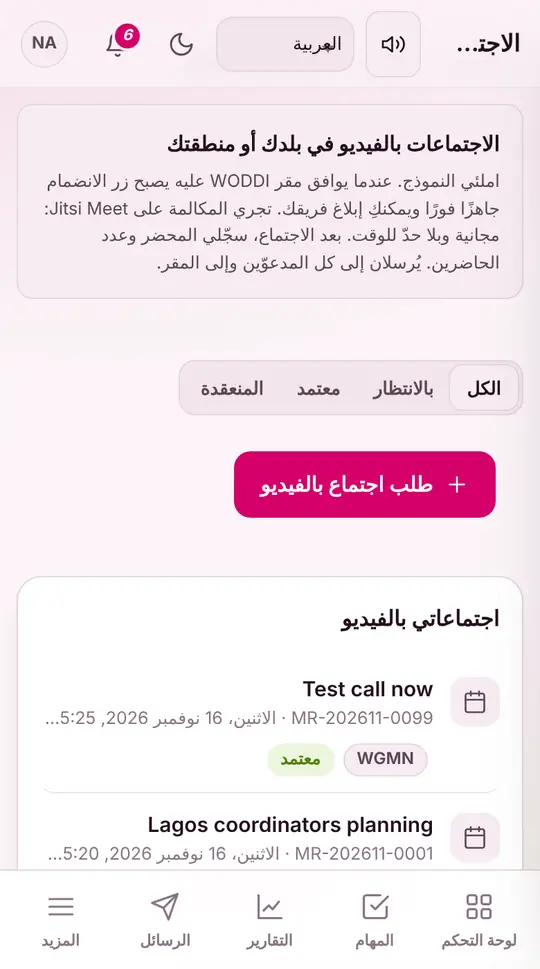 الاجتـ...
العربية
6
NA
الاجتماعات بالفيديو في بلدك أو منطقتك
املئي النموذج. عندما يوافق مقر WODDI عليه يصبح زر الانضمام
جاهزًا فورًا ويمكنكِ إبلاغ فريقك. تجري المكالمة على Jitsi Meet:
مجانية وبلا حدّ للوقت. بعد الاجتماع، سجّلي المحضر وعدد
الحاضرين. يُرسلان إلى كل المدعوّين وإلى المقر.
الكل
بالانتظار
معتمد
المنعقدة
طلب اجتماع بالفيديو
اجتماعاتي بالفيديو
Test call now
MR-202611-0099 · الاثنين، 16 نوفمبر 2026, 5:25...
WGMN
معتمد
Lagos coordinators planning
MR-202611-0001 · الاثنين، 16 نوفمبر 2026, 5:20...
لوحة التحكم
المهام
التقارير
الرسائل
المزيد